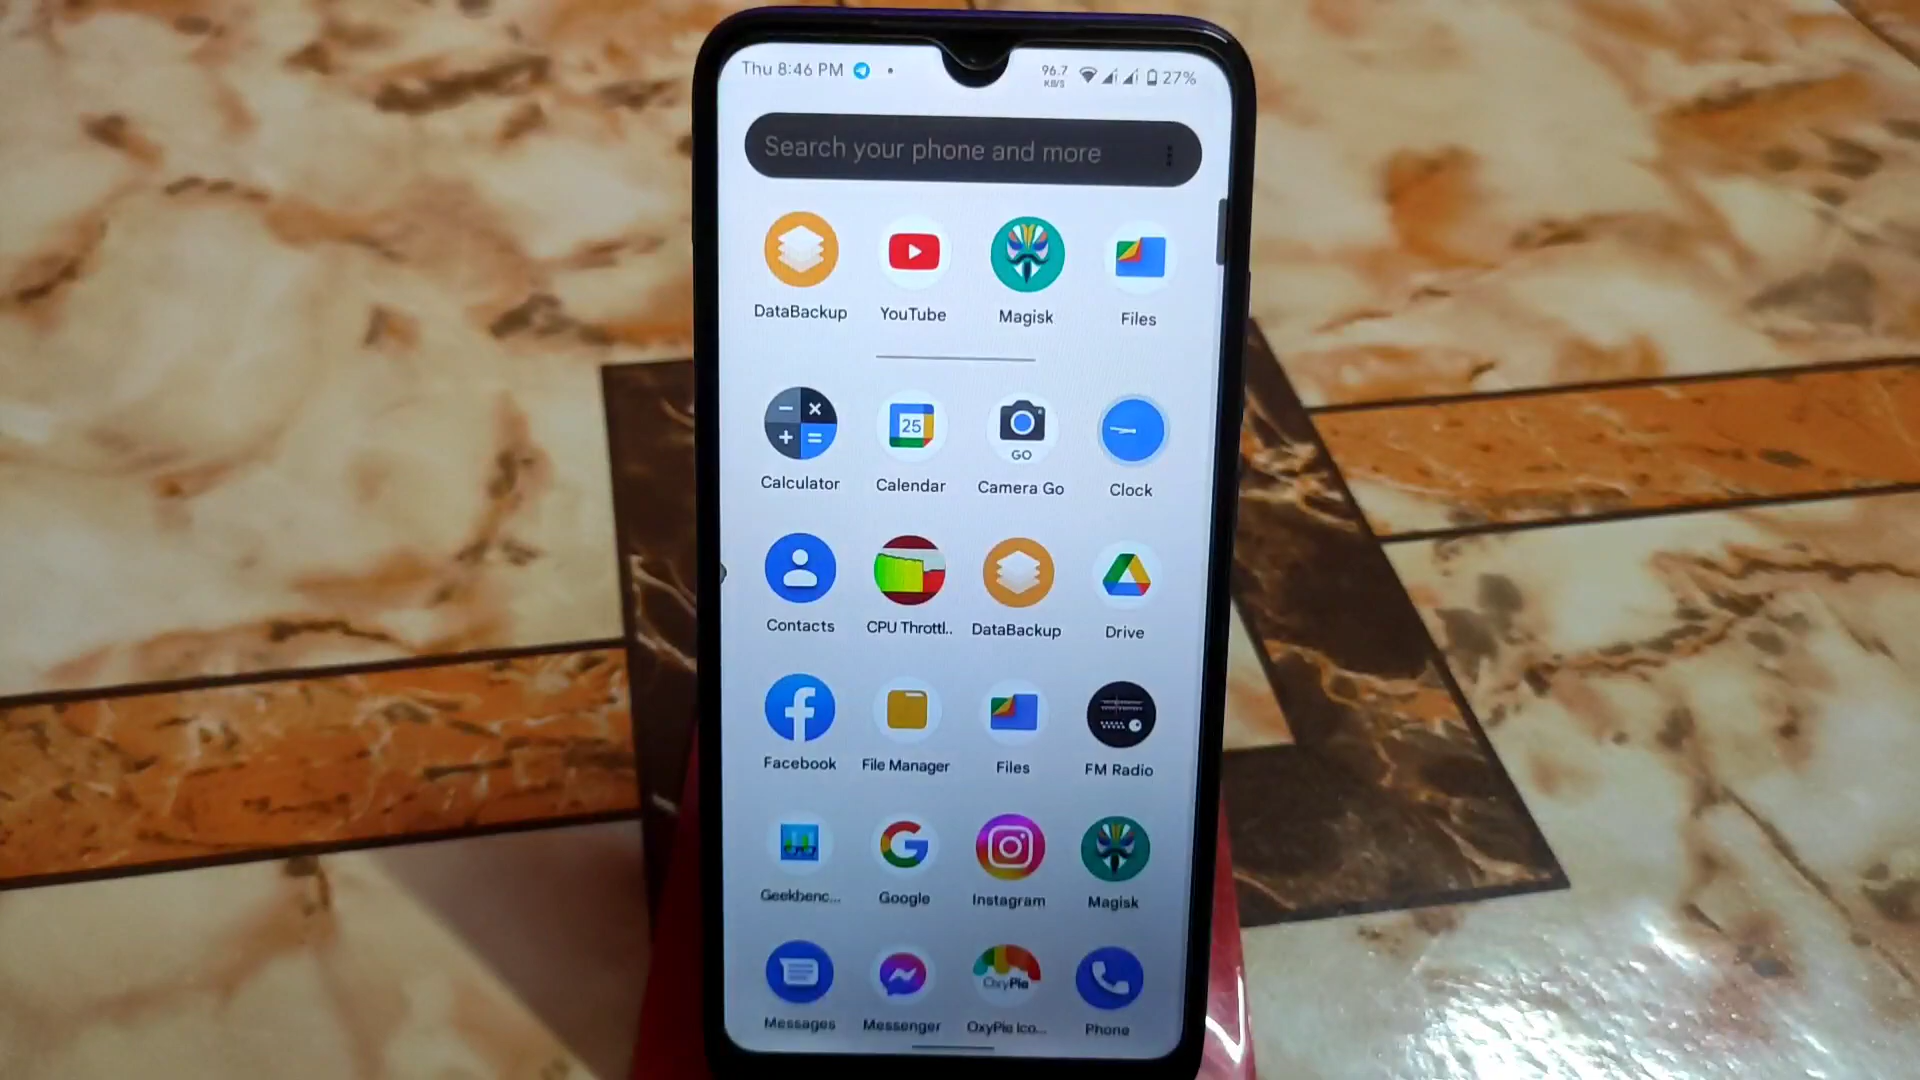 Thu 8:46 PM
96.7 KB/S 27%
Search your phone and more
DataBackup YouTube Magisk Files
25
GO
Calculator Calendar Camera Go Clock
Contacts CPU Throttl.. DataBackup Drive
Facebook File Manager Files FM Radio
Geekbenc... Google Instagram Magisk
OxyPie
Messages Messenger OxyPie Ico... Phone